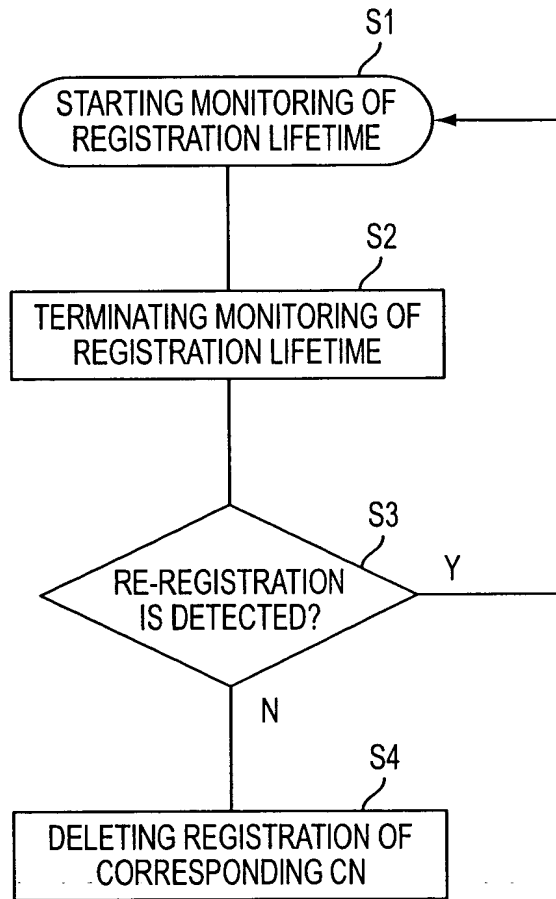 S1
STARTING MONITORING OF
REGISTRATION LIFETIME
S2
TERMINATING MONITORING OF
REGISTRATION LIFETIME
S3
RE-REGISTRATION
IS DETECTED?
Y
N
S4
DELETING REGISTRATION OF
CORRESPONDING CN